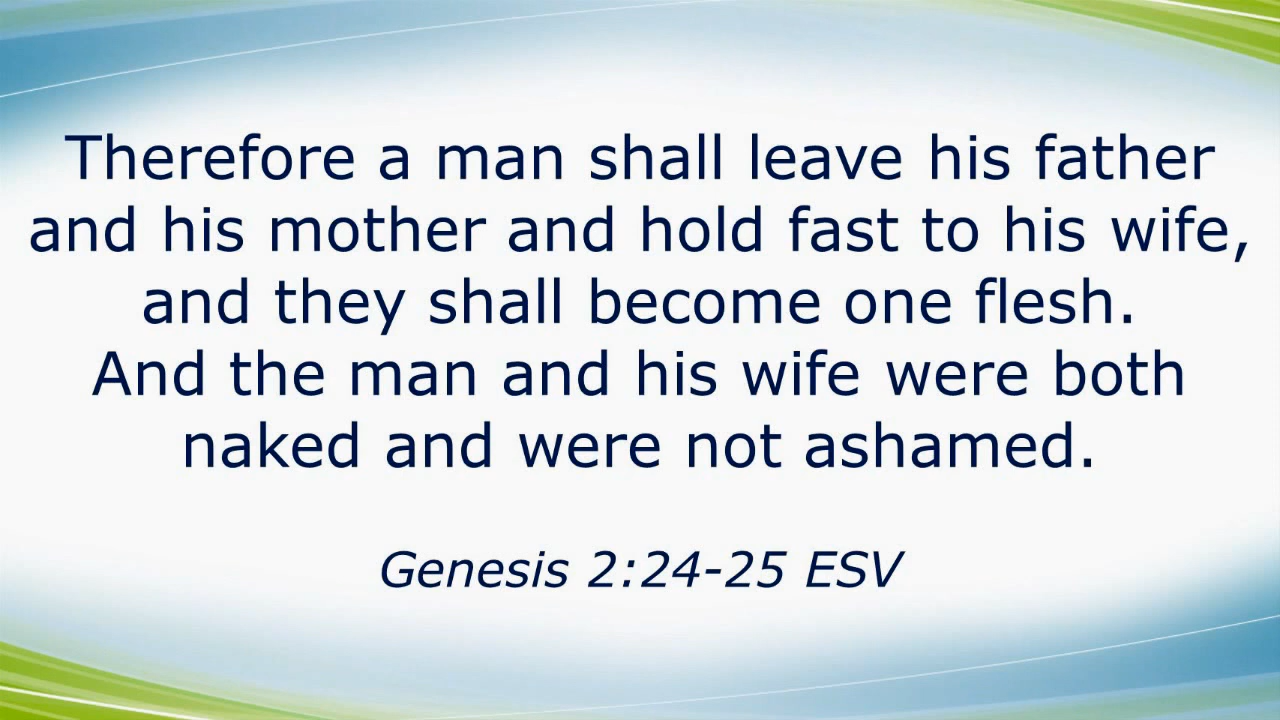 Therefore a man shall leave his father
and his mother and hold fast to his wife,
and they shall become one flesh.
And the man and his wife were both
naked and were not ashamed.
Genesis 2:24-25 ESV